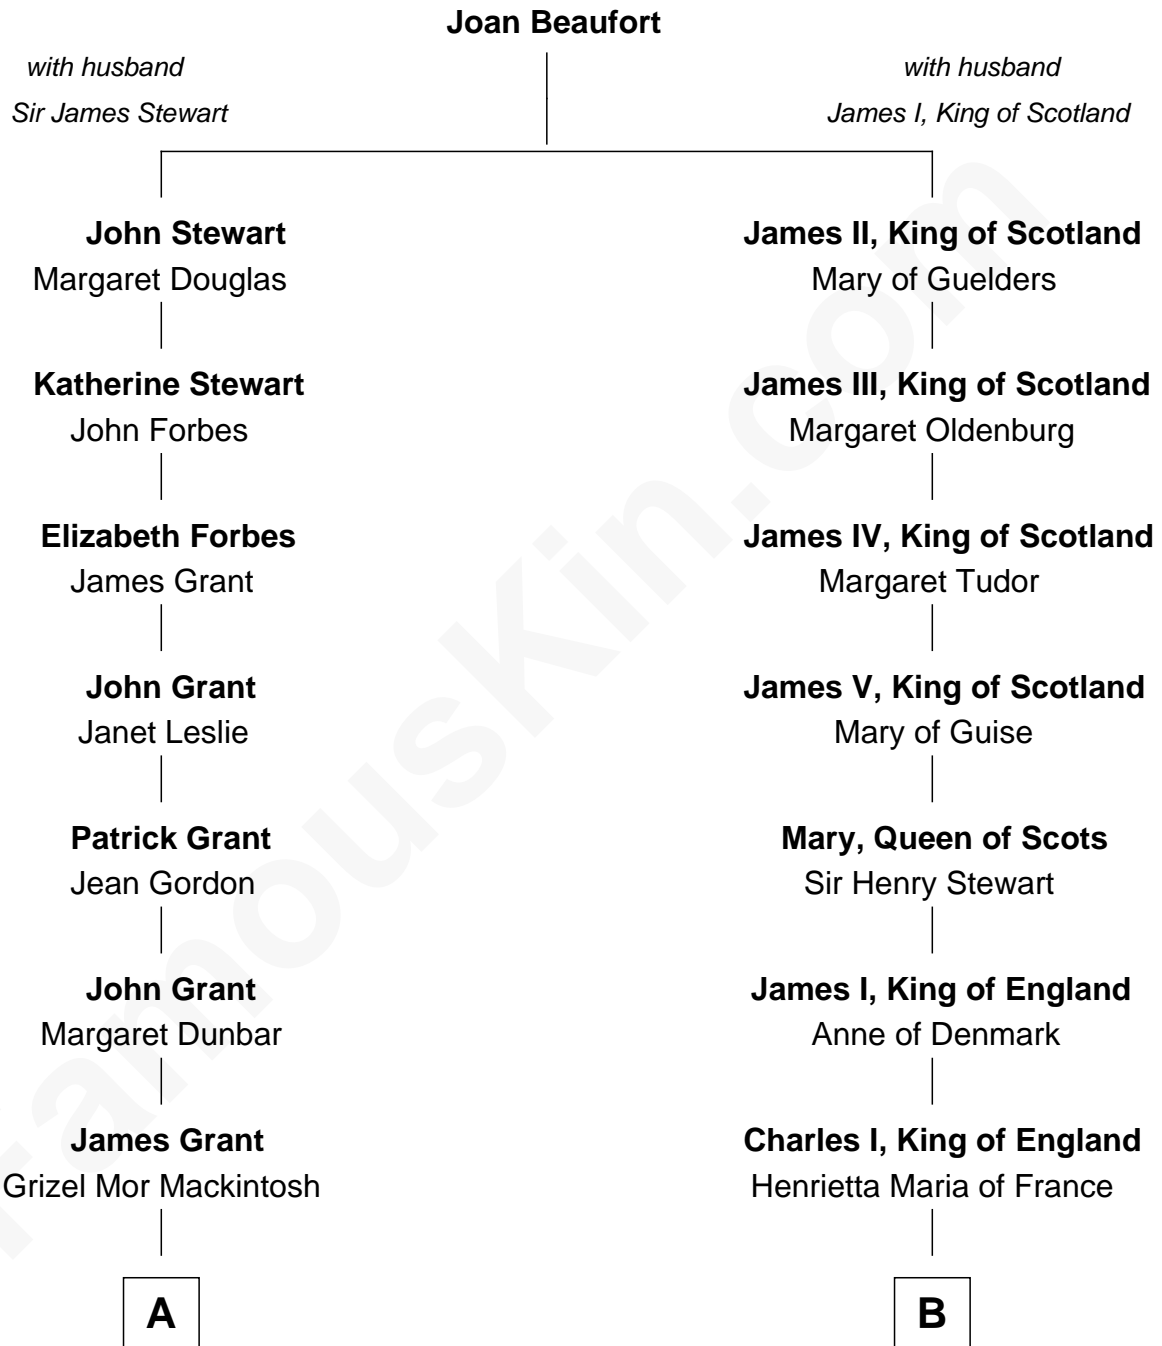 Joan Beaufort
with husband
Sir James Stewart
with husband
James I, King of Scotland
John Stewart
Margaret Douglas
James II, King of Scotland
Mary of Guelders
Katherine Stewart
John Forbes
James III, King of Scotland
Margaret Oldenburg
Elizabeth Forbes
James Grant
James IV, King of Scotland
Margaret Tudor
John Grant
Janet Leslie
James V, King of Scotland
Mary of Guise
Patrick Grant
Jean Gordon
Mary, Queen of Scots
Sir Henry Stewart
John Grant
Margaret Dunbar
James I, King of England
Anne of Denmark
James Grant
Grizel Mor Mackintosh
Charles I, King of England
Henrietta Maria of France
A
B
FamousKin.com